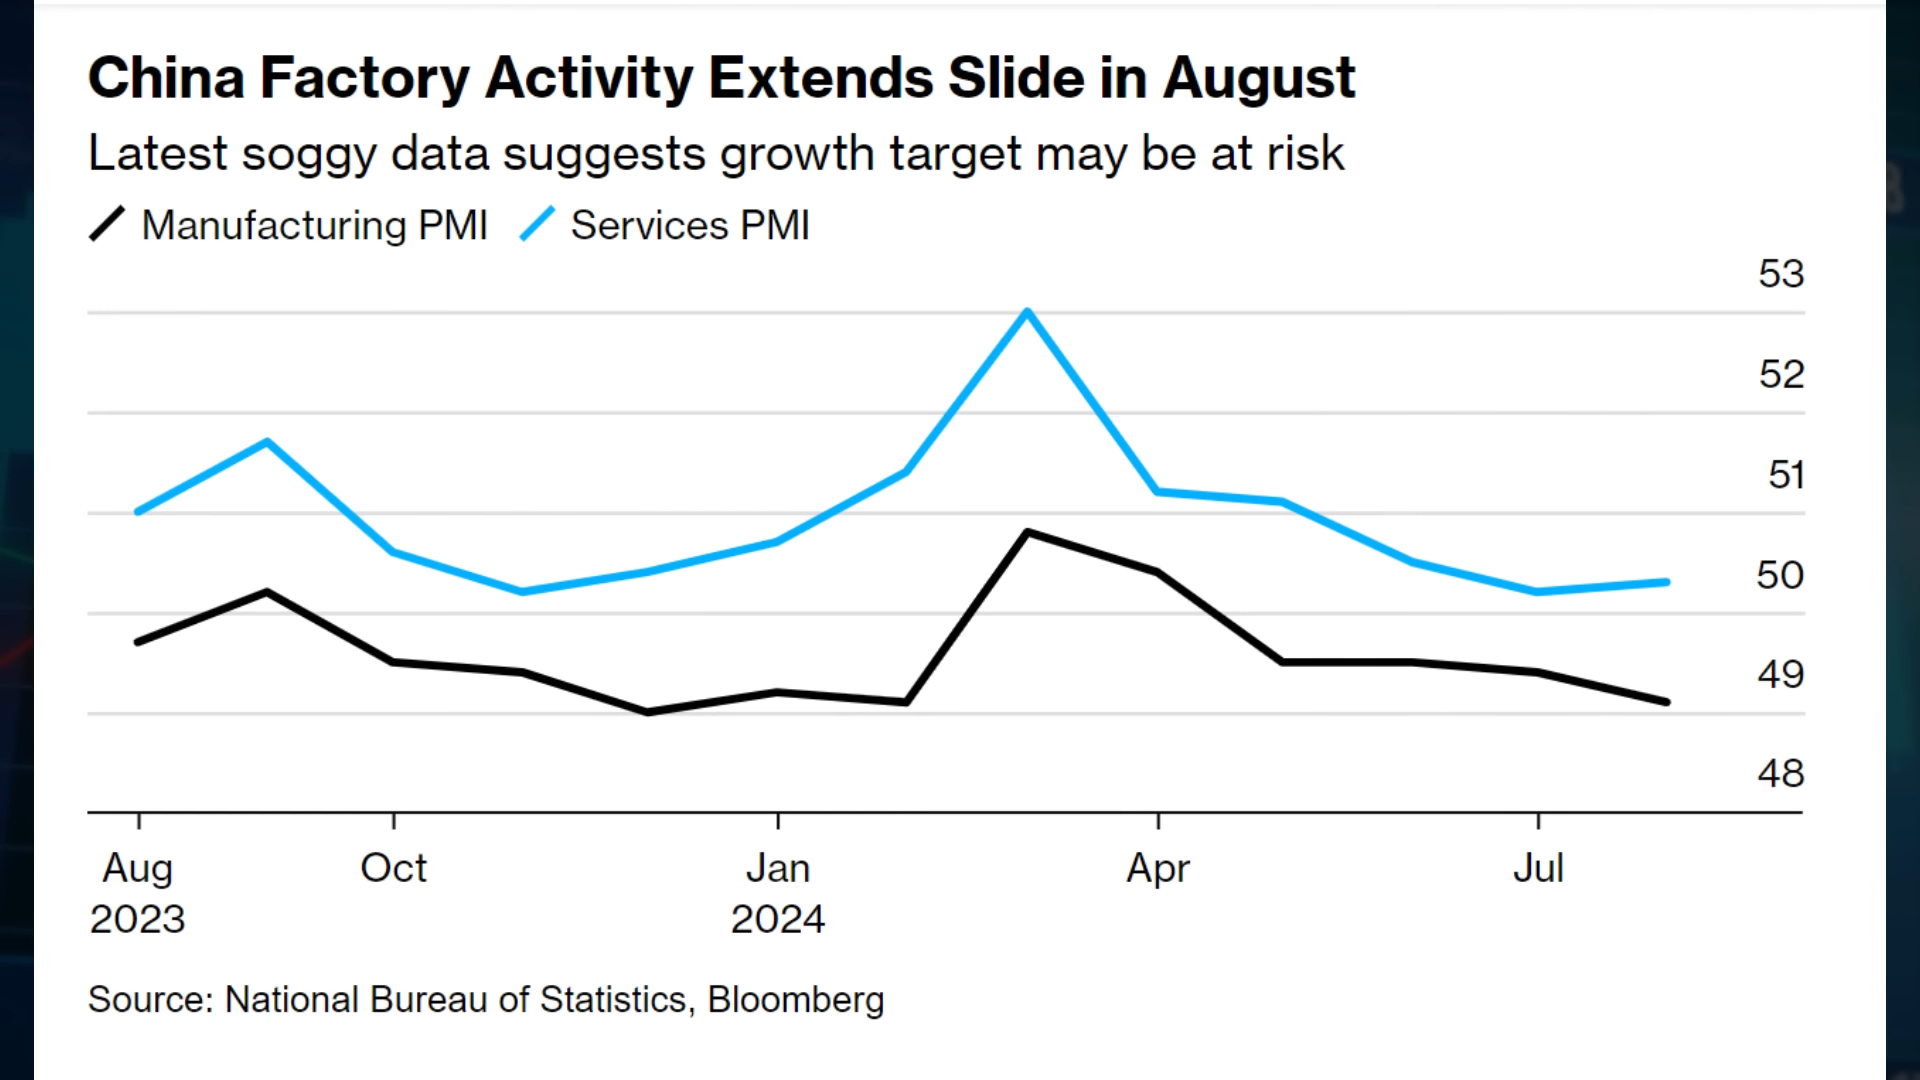 China Factory Activity Extends Slide in August
Latest soggy data suggests growth target may be at risk
Manufacturing PMI Services PMI
53
52
51
50
49
48
Aug Oct Jan Apr Jul
2023 2024
Source: National Bureau of Statistics, Bloomberg